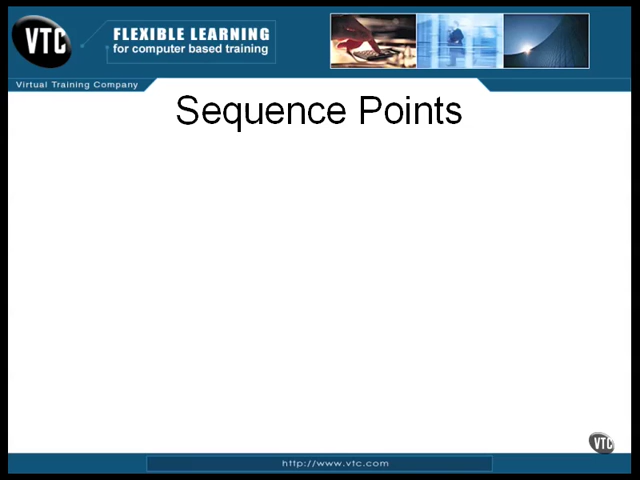 VTC
FLEXIBLE LEARNING
for computer based training
Virtual Training Company
Sequence Points
VTC
http://www.vtc.com